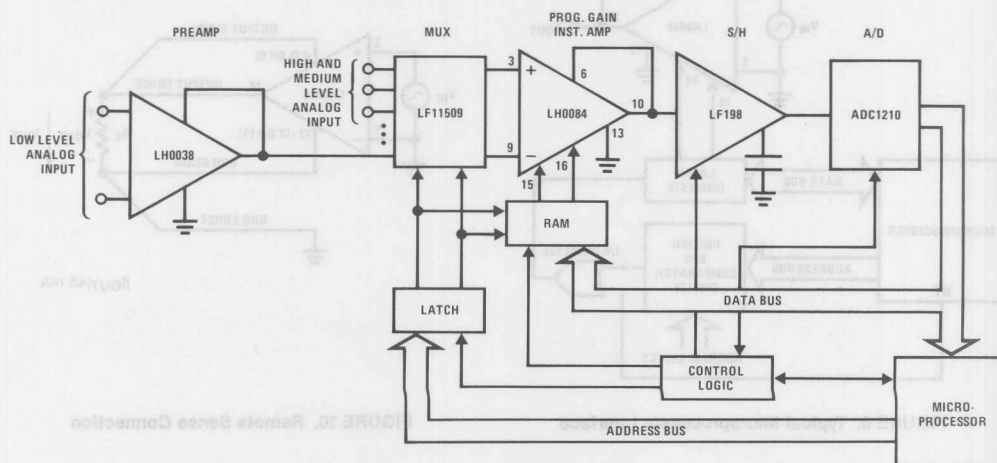 PREAMP
MUX
PROG. GAIN
INST. AMP
S/H
A/D
HIGH AND
MEDIUM
LEVEL
ANALOG
INPUT
LOW LEVEL
ANALOG
INPUT
LH0038
LF11509
3
+
6
LH0084
10
13
9
−
16
15
LF198
ADC1210
RAM
LATCH
DATA BUS
CONTROL
LOGIC
MICRO-
PROCESSOR
ADDRESS BUS
FIGURE 10. Remote Sense Connection